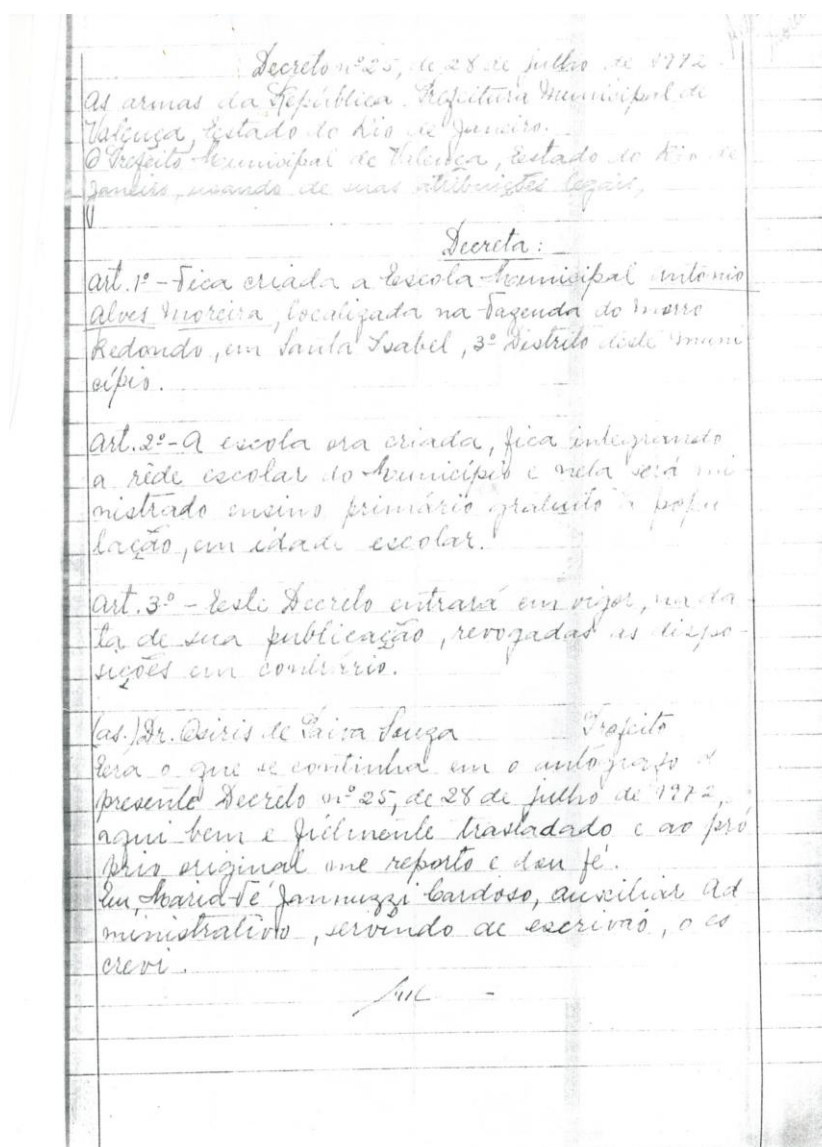 Decreto nº 25, de 28 de julho de 1972
As armas da República. Prefeitura Municipal de
Valença, Estado do Rio de Janeiro.
O Prefeito Municipal de Valença, Estado do Rio de
Janeiro, usando de suas atribuições legais,
Decreta:
Art. 1º - Fica criada a Escola Municipal Antonio
Alves Moreira, localizada na Fazenda do Morro
Redondo, em Santa Isabel, 3º Distrito deste Muni
cípio.
Art. 2º - A escola ora criada, fica integrando
a rêde escolar do Município e nela será mi
nistrado ensino primário gratuito à popu
lação, em idade escolar.
Art. 3º - Este Decreto entrará em vigor, na da
ta de sua publicação, revogadas as dispo-
sições em contrário.
(as.) Dr. Osiris de Paiva Souza Prefeito
Era o que se continha em o autógrafo d
presente Decreto nº 25, de 28 de julho de 1972,
aqui bem e fielmente trasladado e ao pró
prio original me reporto e dou fé.
Eu, Maria Fé Jannuzzi Cardoso, auxiliar Ad
ministrativo, servindo de escrivão, o es
crevi.